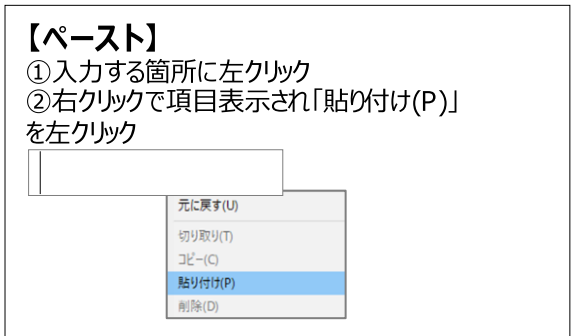 【ペースト】
①入力する箇所に左クリック
②右クリックで項目表示され「貼り付け(P)」
を左クリック
元に戻す(U)
切り取り(T)
コピー(C)
貼り付け(P)
削除(D)